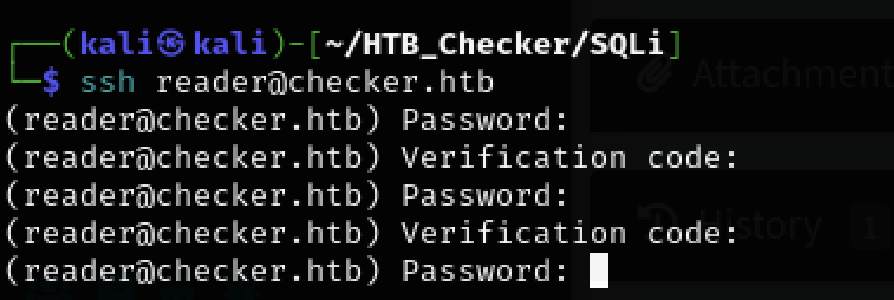 ┌──(kali㉿kali)-[~/HTB_Checker/SQLi]
└─$ ssh reader@checker.htb
(reader@checker.htb) Password:
(reader@checker.htb) Verification code:
(reader@checker.htb) Password:
(reader@checker.htb) Verification code:
(reader@checker.htb) Password:
Attachment
History 1